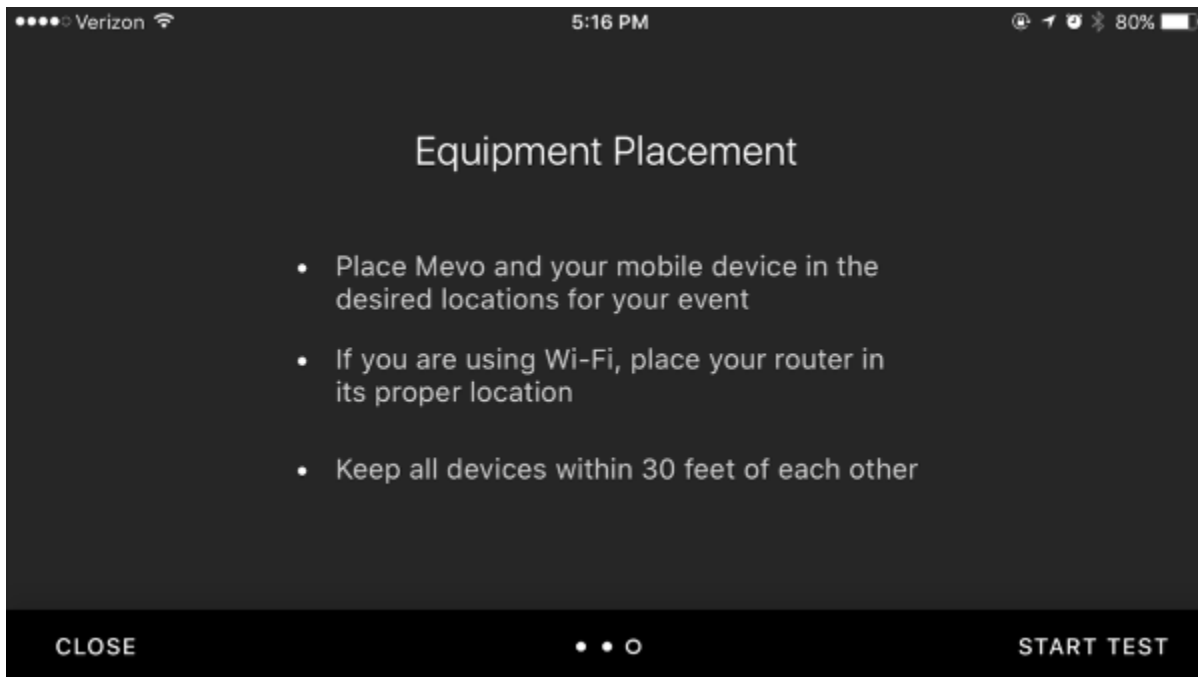 Verizon 5:16 PM 80%
Equipment Placement
• Place Mevo and your mobile device in the
desired locations for your event
• If you are using Wi-Fi, place your router in
its proper location
• Keep all devices within 30 feet of each other
CLOSE START TEST